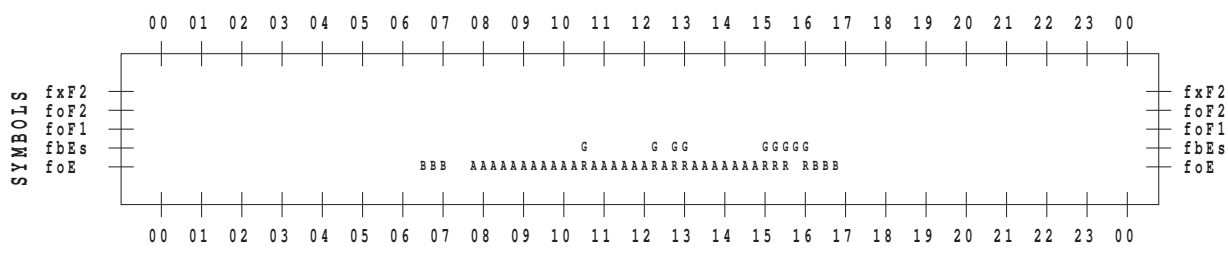 00 01 02 03 04 05 06 07 08 09 10 11 12 13 14 15 16 17 18 19 20 21 22 23 00
SYMBOLS
fxF2 fxF2
foF2 foF2
foF1 foF1
fbEs G G GG GGGGG fbEs
foE BBB AAAAAAAAAAARAAAAAARARRAAAAAAARRR RBBB foE
00 01 02 03 04 05 06 07 08 09 10 11 12 13 14 15 16 17 18 19 20 21 22 23 00